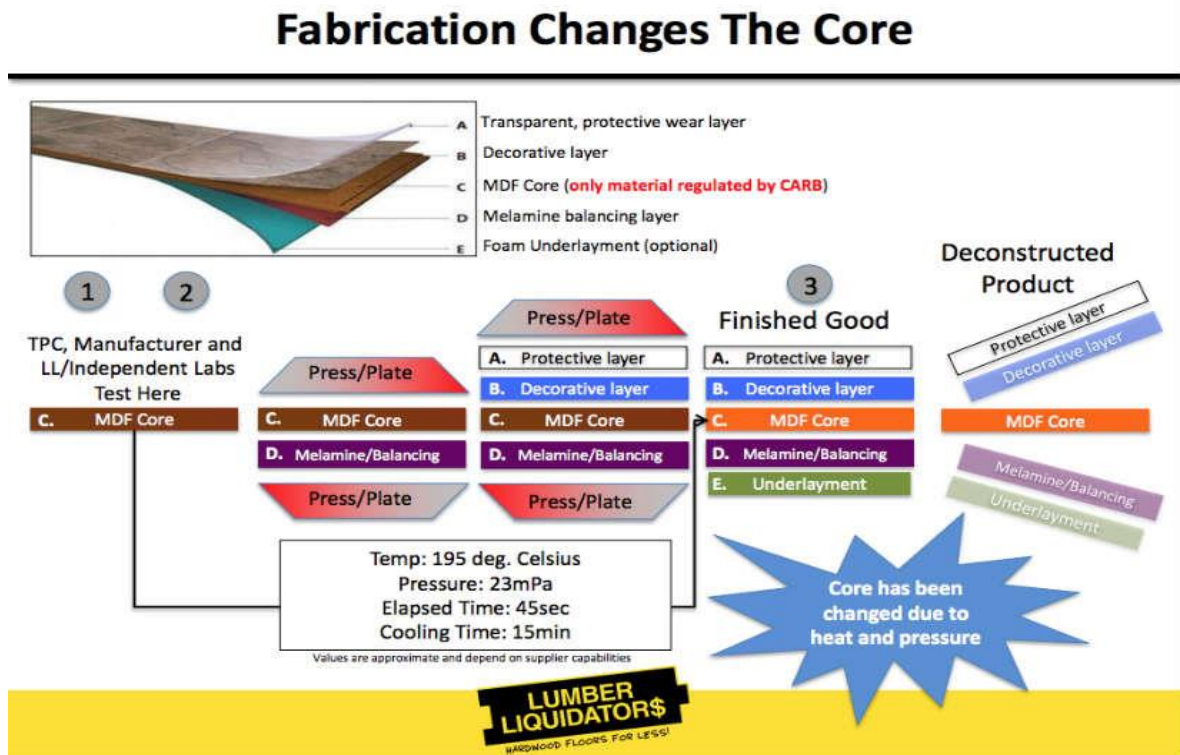 Fabrication Changes The Core
A Transparent, protective wear layer
B Decorative layer
C MDF Core (only material regulated by CARB)
D Melamine balancing layer
E Foam Underlayment (optional)
1
2
TPC, Manufacturer and
LL/Independent Labs
Test Here
C. MDF Core
Press/Plate
C. MDF Core
D. Melamine/Balancing
Press/Plate
Press/Plate
A. Protective layer
B. Decorative layer
C. MDF Core
D. Melamine/Balancing
Press/Plate
3
Finished Good
A. Protective layer
B. Decorative layer
C. MDF Core
D. Melamine/Balancing
E. Underlayment
Deconstructed
Product
Protective layer
Decorative layer
MDF Core
Melamine/Balancing
Underlayment
Temp: 195 deg. Celsius
Pressure: 23mPa
Elapsed Time: 45sec
Cooling Time: 15min
Values are approximate and depend on supplier capabilities
Core has been
changed due to
heat and pressure
LUMBER
LIQUIDATOR$
HARDWOOD FLOORS FOR LESS!